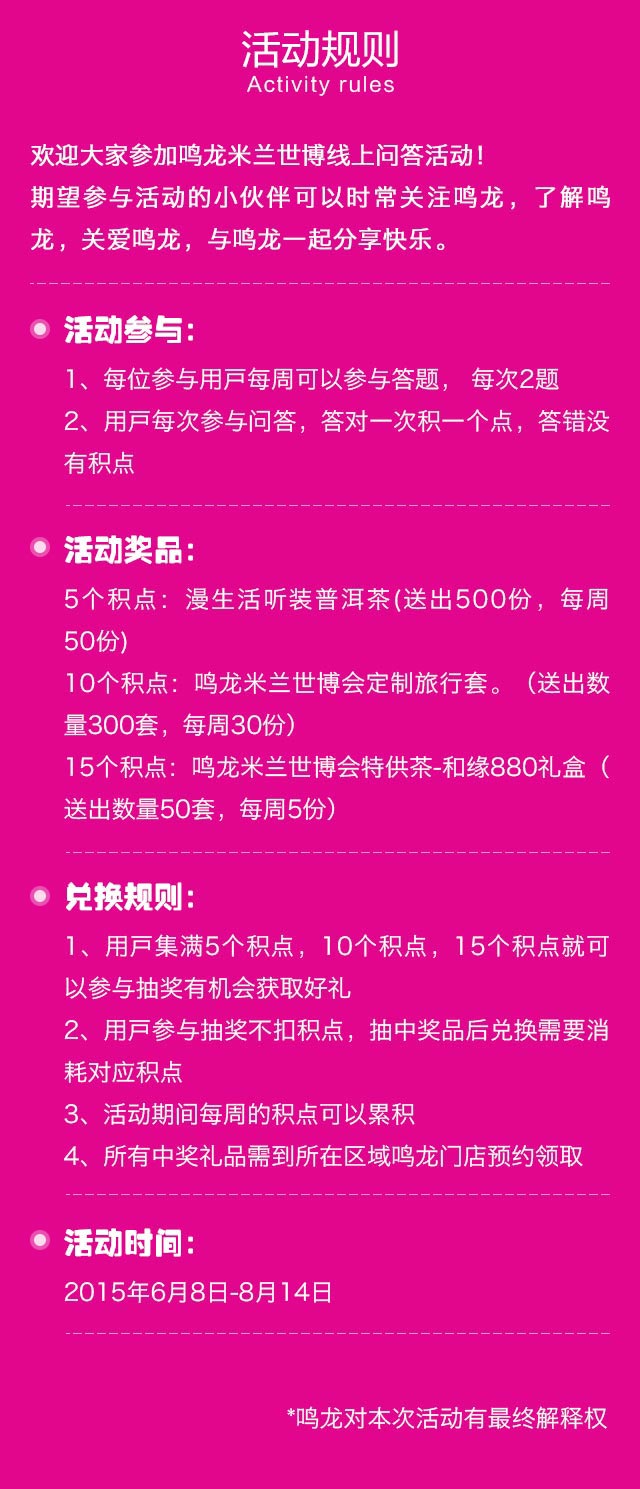 活动规则
Activity rules
欢迎大家参加鸣龙米兰世博线上问答活动！
期望参与活动的小伙伴可以时常关注鸣龙，了解鸣
龙，关爱鸣龙，与鸣龙一起分享快乐。
活动参与：
1、每位参与用戶每周可以参与答题， 每次2题
2、用戶每次参与问答，答对一次积一个点，答错没
有积点
活动奖品：
5个积点：漫生活听装普洱茶(送出500份，每周
50份)
10个积点：鸣龙米兰世博会定制旅行套。（送出数
量300套，每周30份）
15个积点：鸣龙米兰世博会特供茶-和缘880礼盒（
送出数量50套，每周5份）
兑换规则：
1、用戶集满5个积点，10个积点，15个积点就可
以参与抽奖有机会获取好礼
2、用戶参与抽奖不扣积点，抽中奖品后兑换需要消
耗对应积点
3、活动期间每周的积点可以累积
4、所有中奖礼品需到所在区域鸣龙门店预约领取
活动时间：
2015年6月8日-8月14日
*鸣龙对本次活动有最终解释权